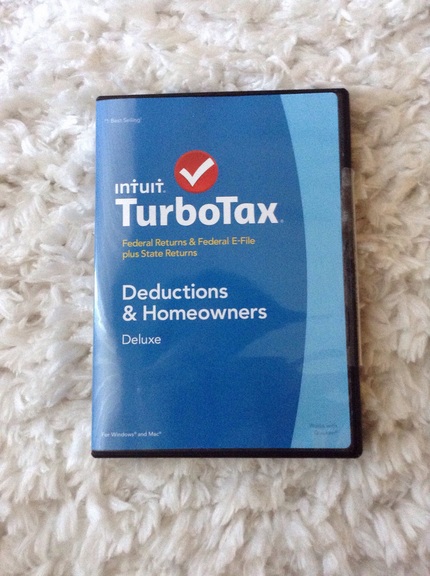 #1 Best Selling
intuit.
TurboTax®
Federal Returns & Federal E-File
plus State Returns
Deductions
& Homeowners
Deluxe
For Windows® and Mac®